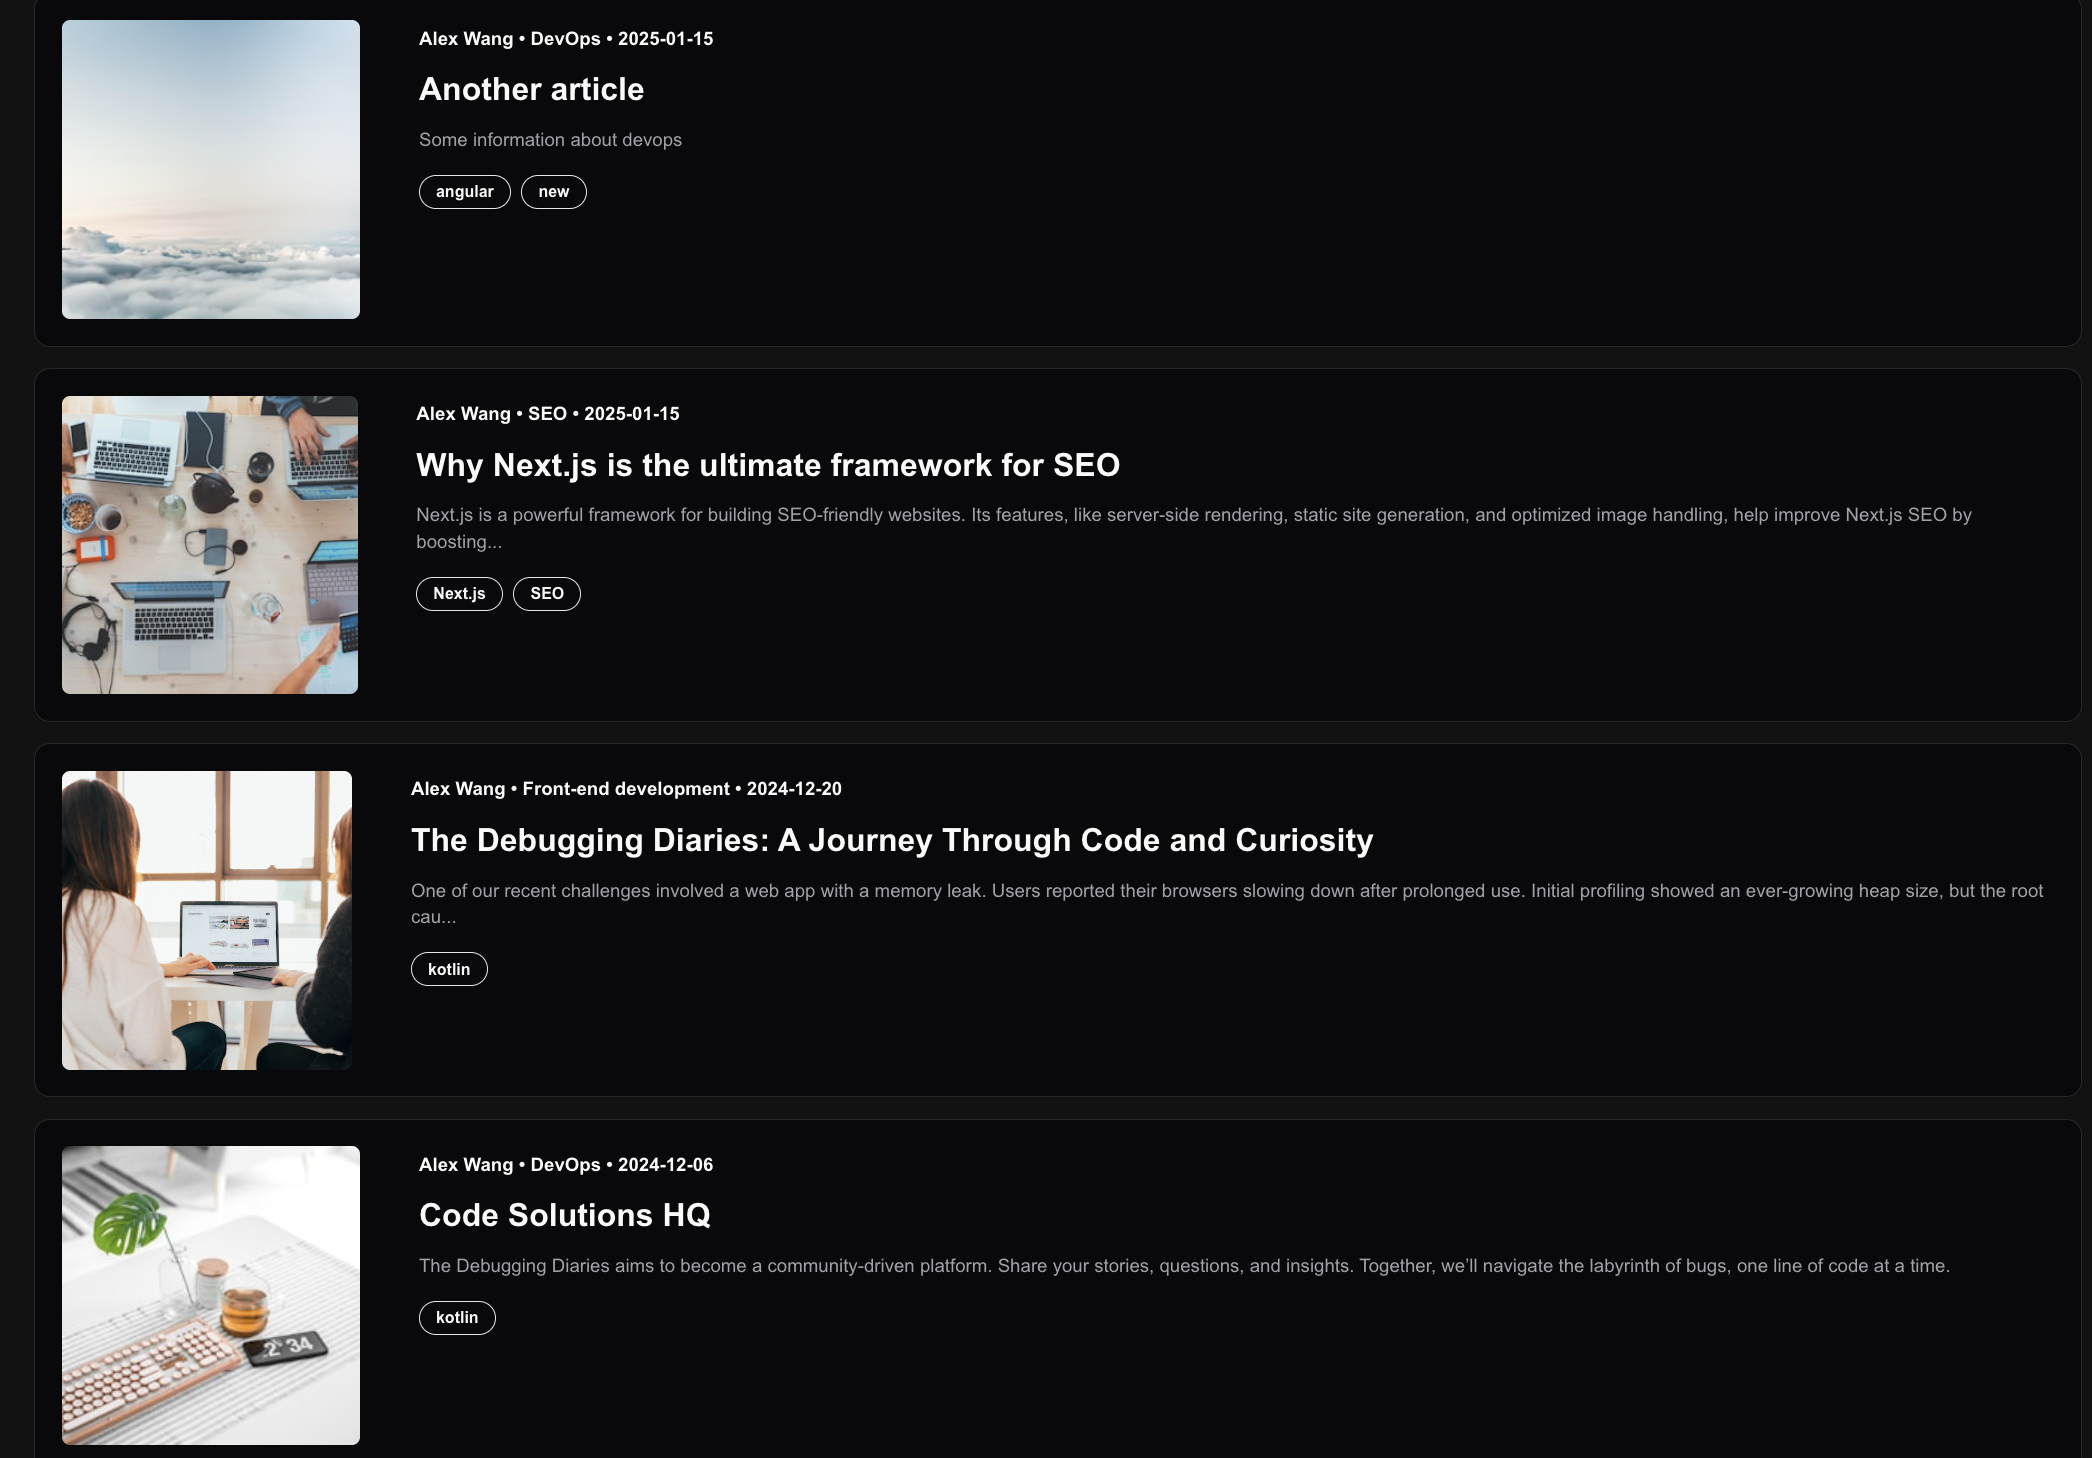 Alex Wang • DevOps • 2025-01-15
Another article
Some information about devops
angular new
Alex Wang • SEO • 2025-01-15
Why Next.js is the ultimate framework for SEO
Next.js is a powerful framework for building SEO-friendly websites. Its features, like server-side rendering, static site generation, and optimized image handling, help improve Next.js SEO by
boosting...
Next.js SEO
Alex Wang • Front-end development • 2024-12-20
The Debugging Diaries: A Journey Through Code and Curiosity
One of our recent challenges involved a web app with a memory leak. Users reported their browsers slowing down after prolonged use. Initial profiling showed an ever-growing heap size, but the root
cau...
kotlin
Alex Wang • DevOps • 2024-12-06
Code Solutions HQ
The Debugging Diaries aims to become a community-driven platform. Share your stories, questions, and insights. Together, we’ll navigate the labyrinth of bugs, one line of code at a time.
2 34
kotlin